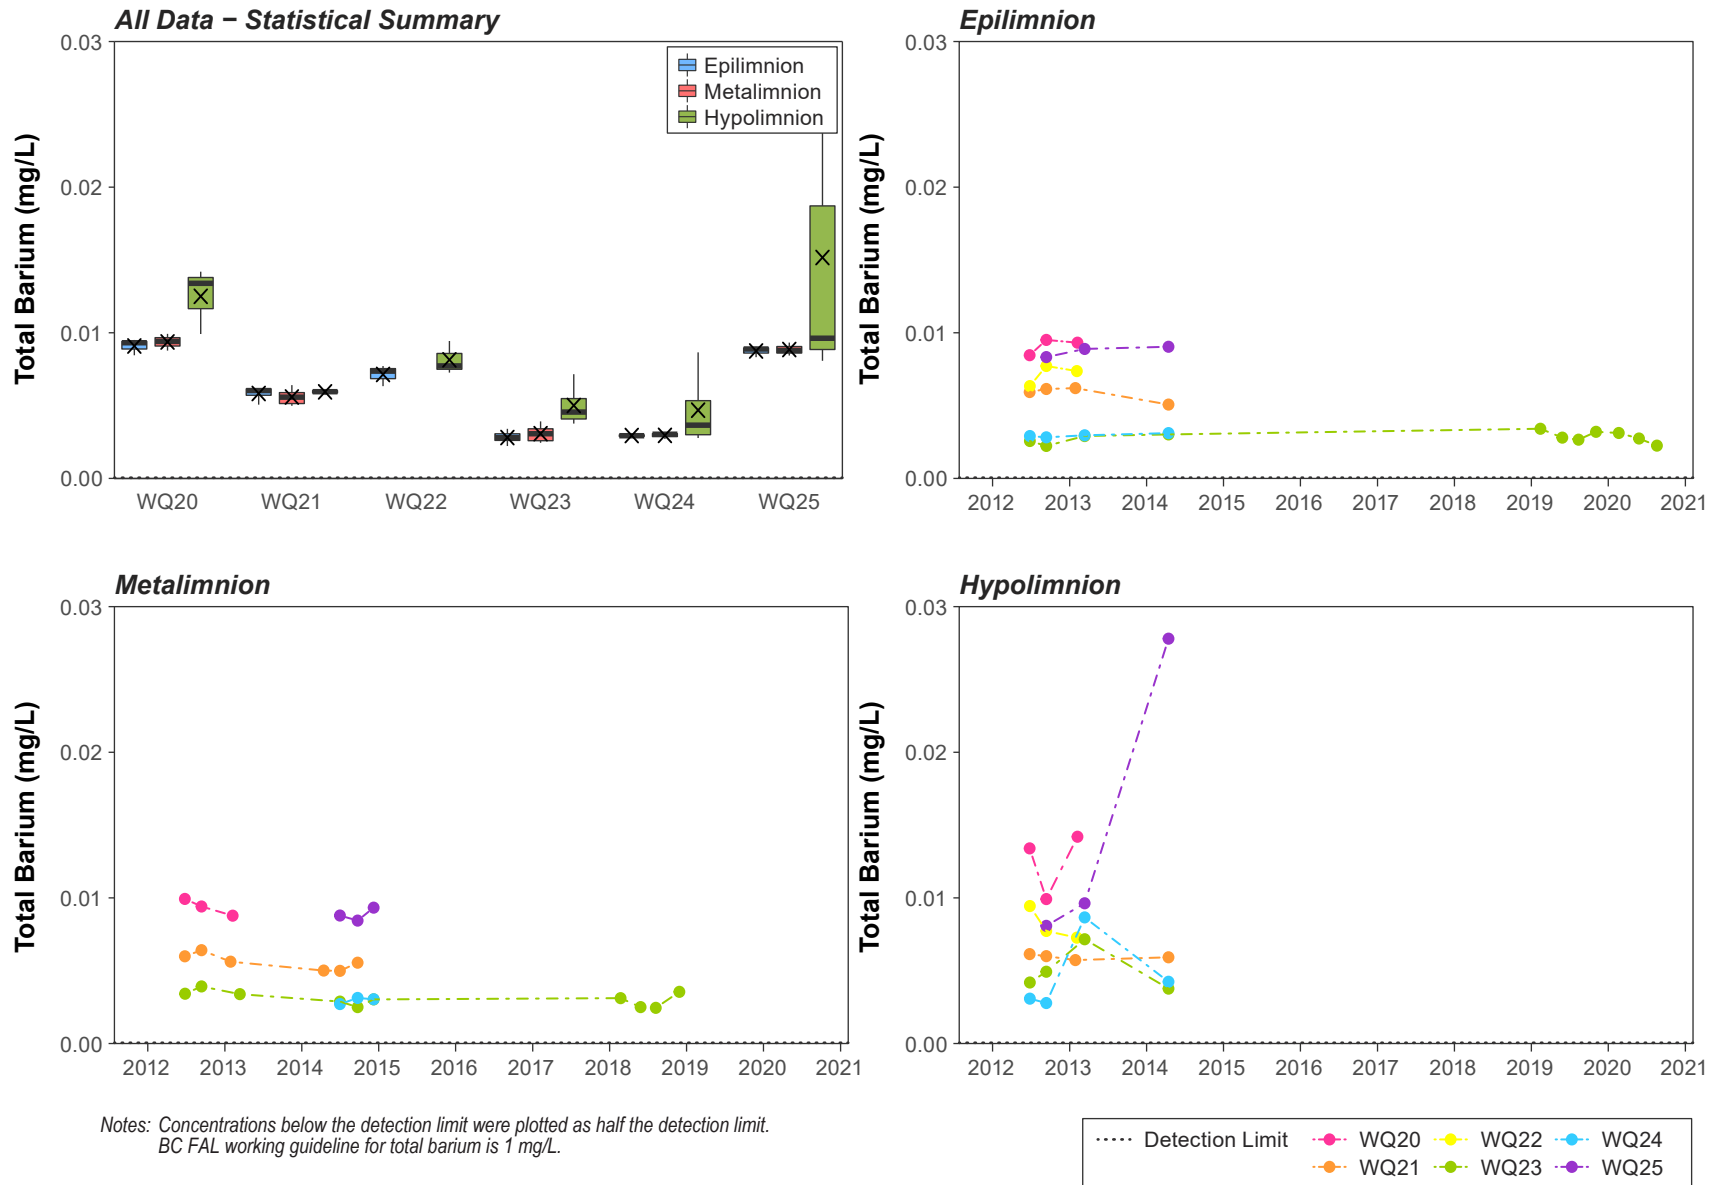 All Data − Statistical Summary
Total Barium (mg/L)
0.03
0.02
0.01
0.00
Epilimnion
Metalimnion
Hypolimnion
WQ20 WQ21 WQ22 WQ23 WQ24 WQ25
Epilimnion
Total Barium (mg/L)
0.03
0.02
0.01
0.00
2012 2013 2014 2015 2016 2017 2018 2019 2020 2021
Metalimnion
Total Barium (mg/L)
0.03
0.02
0.01
0.00
2012 2013 2014 2015 2016 2017 2018 2019 2020 2021
Hypolimnion
Total Barium (mg/L)
0.03
0.02
0.01
0.00
2012 2013 2014 2015 2016 2017 2018 2019 2020 2021
Notes: Concentrations below the detection limit were plotted as half the detection limit.
BC FAL working guideline for total barium is 1 mg/L.
Detection Limit WQ20 WQ22 WQ24
WQ21 WQ23 WQ25